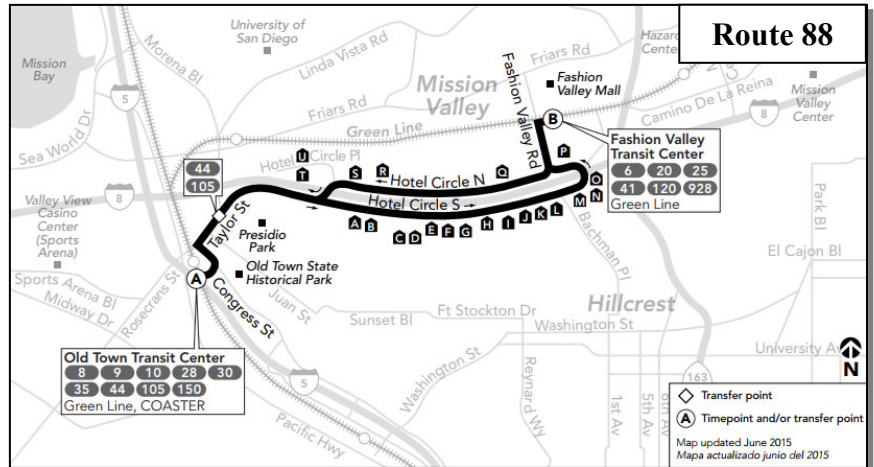 Route 88
University of
San Diego
Mission
Bay
Morena Bl
Linda Vista Rd
Friars Rd
Fashion Valley Rd
Friars Rd
Mission
Valley
Fashion
Valley Mall
Camino De La Reina
Mission
Valley
Center
5
8
Sea World Dr
Friars Rd
Green Line
B
Fashion Valley
Transit Center
6 20 25
41 120 928
Green Line
44
105
Hotel Circle Pl
U
T
S
R
Hotel Circle N
Q
P
O
N
M
Hotel Circle S
A B C D E F G H I J K L
8
Valley View
Casino
Center
(Sports
Arena)
Taylor St
Presidio
Park
Old Town State
Historical Park
Bachman Pl
Park Bl
El Cajon Bl
Sports Arena Bl
Midway Dr
Rosecrans St
A
Congress St
Juan St
Sunset Bl
Ft Stockton Dr
Hillcrest
Washington St
University Av
N
Old Town Transit Center
8 9 10 28 30
35 44 105 150
Green Line, COASTER
5
Pacific Hwy
Washington St
Reynard Wy
1st Av
5th Av
6th Av
163
Transfer point
A
Timepoint and/or transfer point
Map updated June 2015
Mapa actualizado junio del 2015